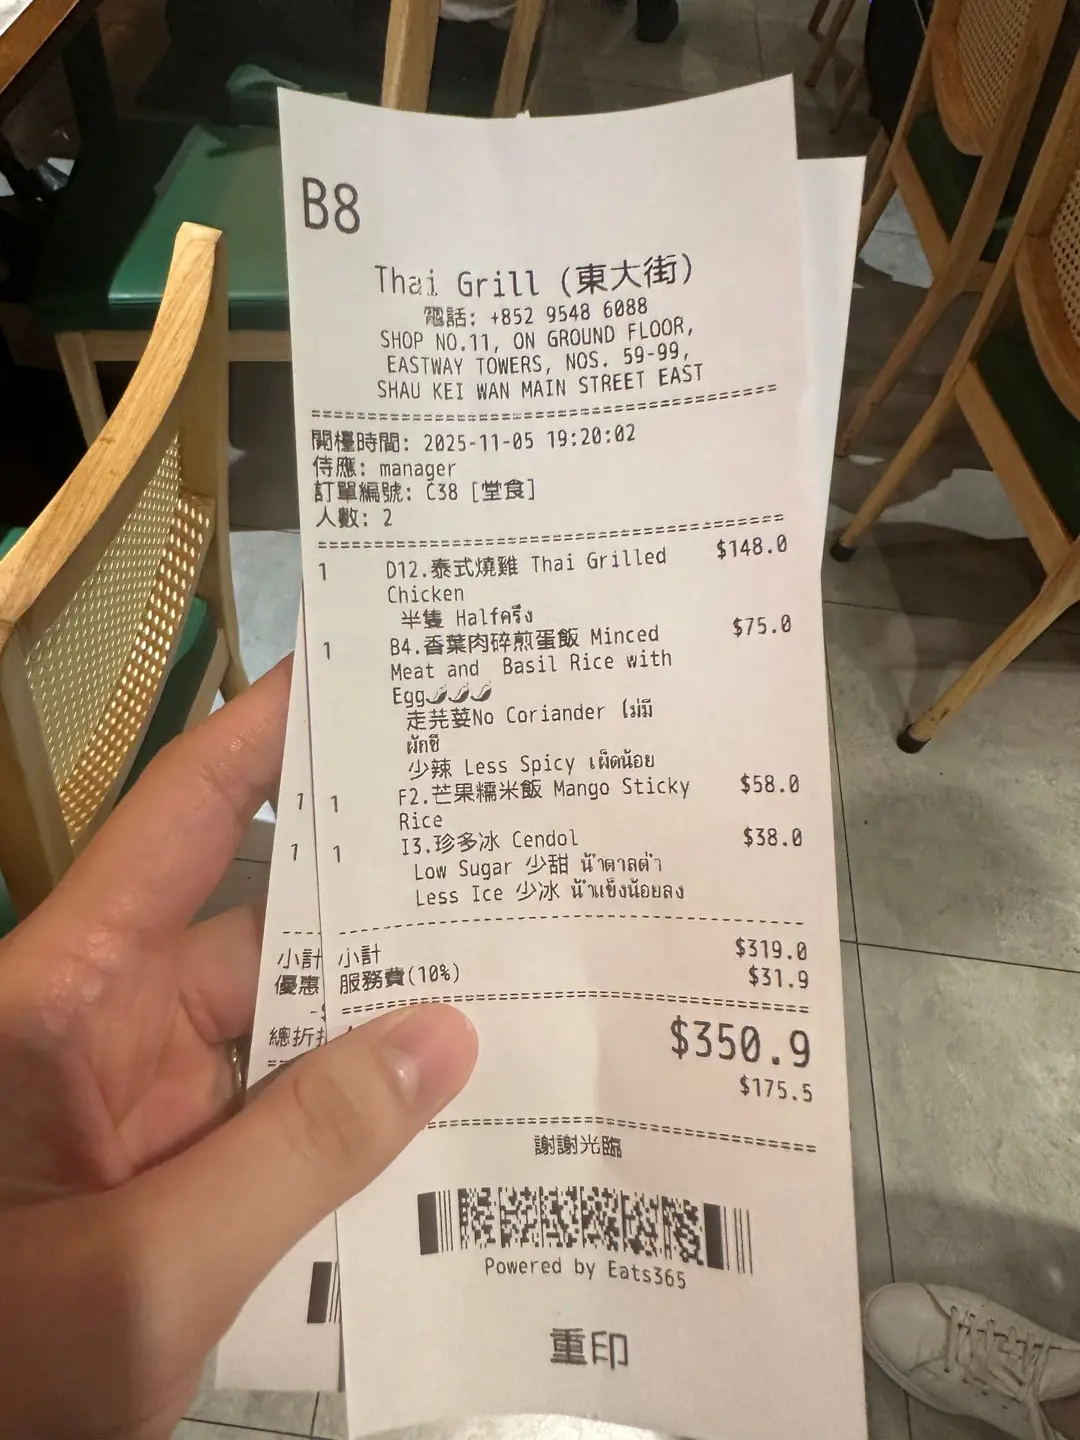 B8
Thai Grill (東大街)
電話: +852 9548 6088
SHOP NO.11, ON GROUND FLOOR,
EASTWAY TOWERS, NOS. 59-99,
SHAU KEI WAN MAIN STREET EAST
開檯時間: 2025-11-05 19:20:02
侍應: manager
訂單編號: C38 [堂食]
人數: 2
1 D12.泰式燒雞 Thai Grilled $148.0
Chicken
半隻 Halfครึ่ง
1 B4.香葉肉碎煎蛋飯 Minced $75.0
Meat and Basil Rice with
Egg🌶🌶🌶
走芫荽No Coriander ไม่มี
ผักชี
少辣 Less Spicy เผ็ดน้อย
1 1 F2.芒果糯米飯 Mango Sticky $58.0
Rice
1 1 I3.珍多冰 Cendol $38.0
Low Sugar 少甜 น้ำตาลต่ำ
Less Ice 少冰 น้ำแข็งน้อยลง
小計 小計 $319.0
優惠 服務費(10%) $31.9
總折 $350.9
$175.5
謝謝光臨
Powered by Eats365
重印